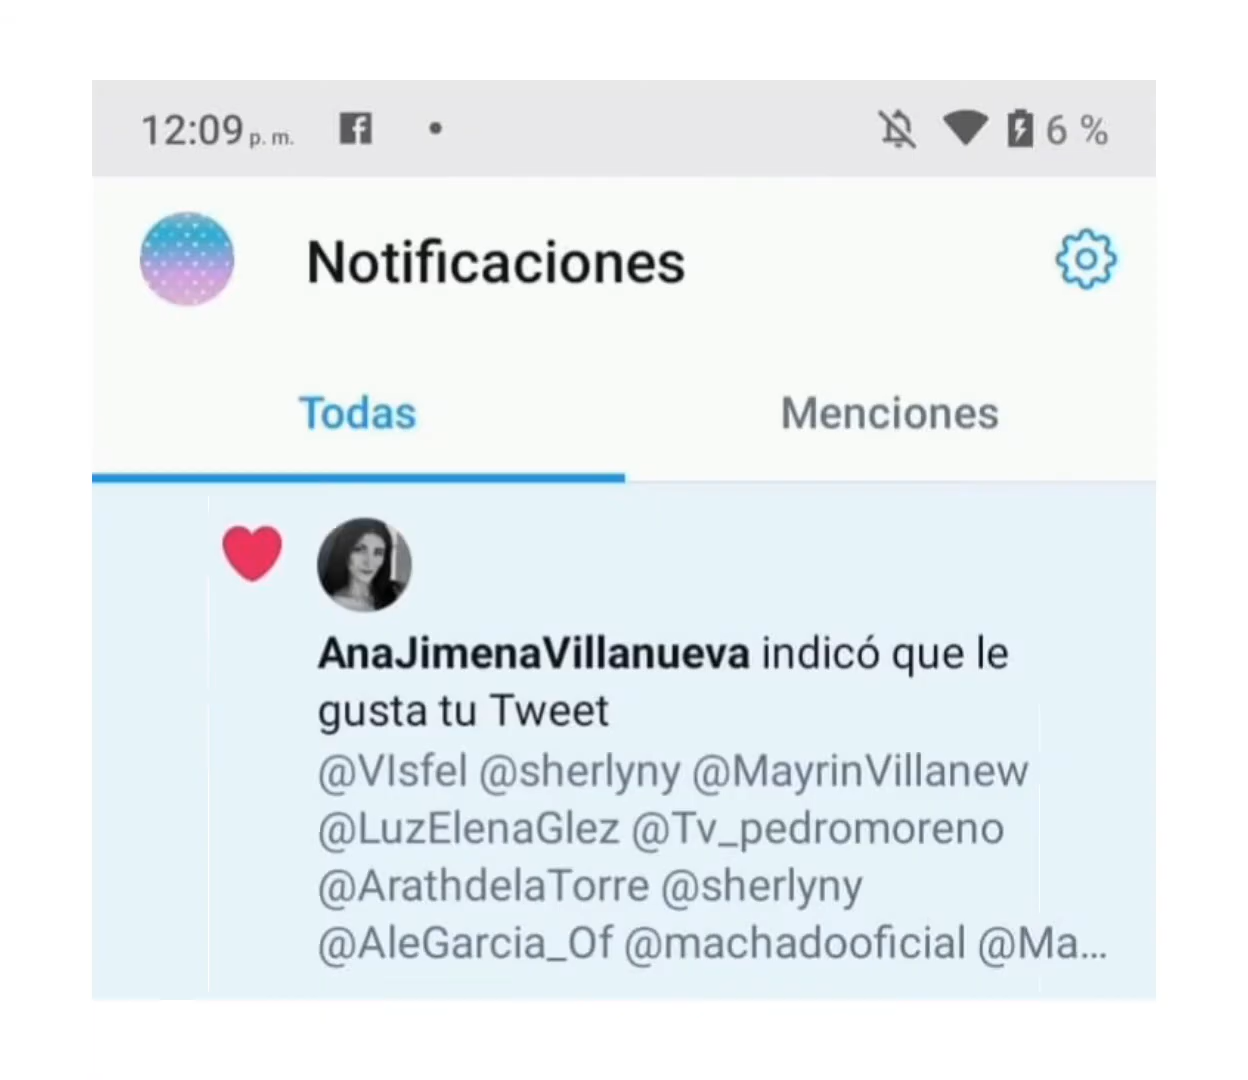 12:09 p. m. 6 %
Notificaciones
Todas Menciones
AnaJimenaVillanueva indicó que le
gusta tu Tweet
@VIsfel @sherlyny @MayrinVillanew
@LuzElenaGlez @Tv_pedromoreno
@ArathdelaTorre @sherlyny
@AleGarcia_Of @machadooficial @Ma...